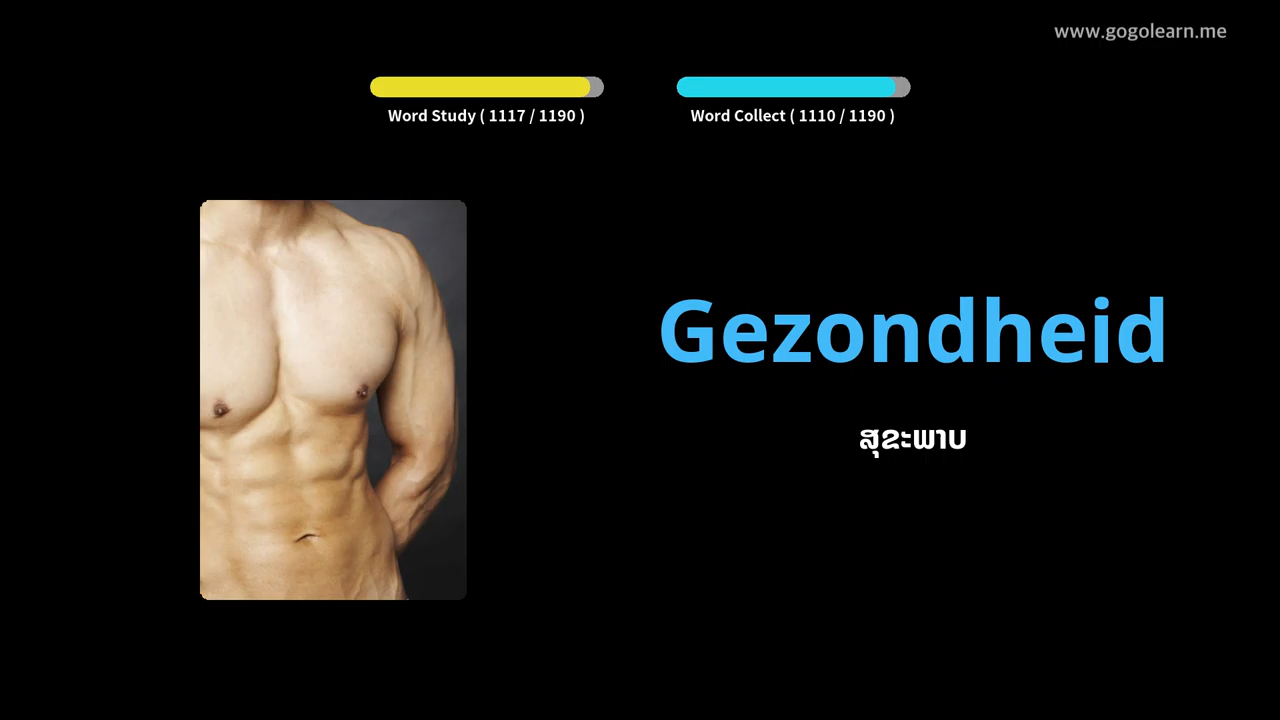 www.gogolearn.me
Word Study ( 1117 / 1190 )
Word Collect ( 1110 / 1190 )
Gezondheid
ສຸຂະພາບ